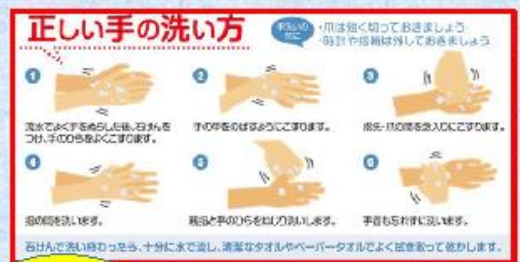 正しい手の洗い方
手洗いの
前に
・爪は短く切っておきましょう
・時計や指輪は外しておきましょう
1
流水でよく手をぬらした後、石けんを
つけ、手のひらをよくこすります。
2
手の甲をのばすようにこすります。
3
指先・爪の間を念入りにこすります。
4
指の間を洗います。
5
親指と手のひらをねじり洗いします。
6
手首も忘れずに洗います。
石けんで洗い終わったら、十分に水で流し、清潔なタオルやペーパータオルでよく拭き取って乾かします。